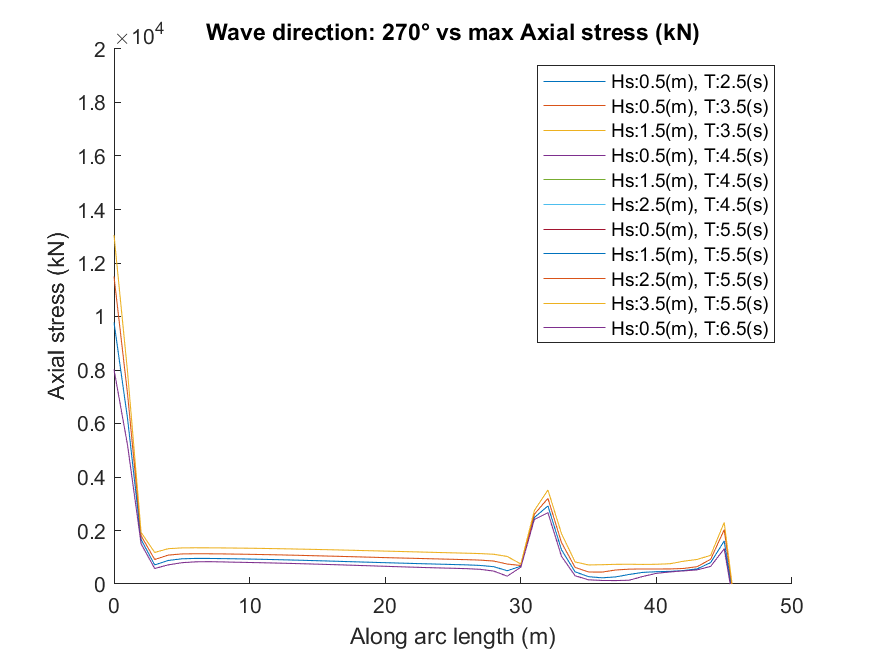 Wave direction: 270° vs max Axial stress (kN)
×10⁴
2
1.8
1.6
1.4
1.2
1
0.8
0.6
0.4
0.2
0
Axial stress (kN)
Hs:0.5(m), T:2.5(s)
Hs:0.5(m), T:3.5(s)
Hs:1.5(m), T:3.5(s)
Hs:0.5(m), T:4.5(s)
Hs:1.5(m), T:4.5(s)
Hs:2.5(m), T:4.5(s)
Hs:0.5(m), T:5.5(s)
Hs:1.5(m), T:5.5(s)
Hs:2.5(m), T:5.5(s)
Hs:3.5(m), T:5.5(s)
Hs:0.5(m), T:6.5(s)
0 10 20 30 40 50
Along arc length (m)